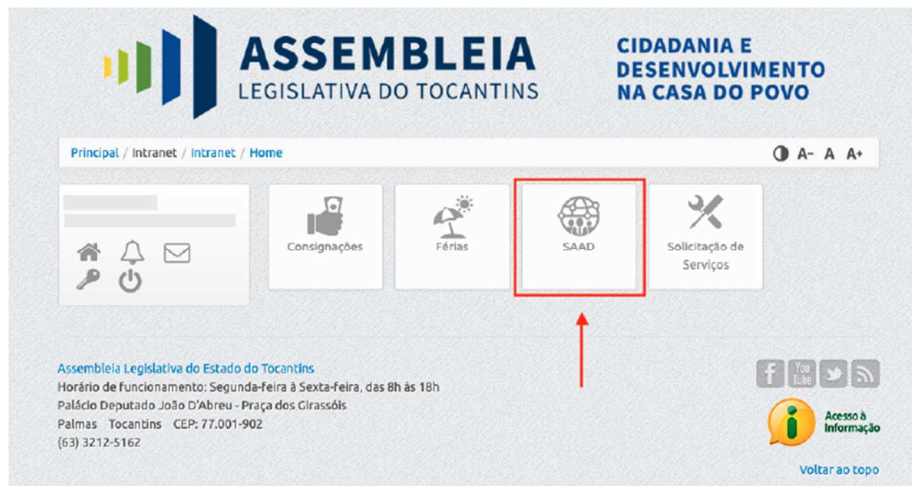 ASSEMBLEIA
LEGISLATIVA DO TOCANTINS
CIDADANIA E
DESENVOLVIMENTO
NA CASA DO POVO
Principal / Intranet / Intranet / Home
A- A A+
Consignações
Férias
SAAD
Solicitação de
Serviços
Assembleia Legislativa do Estado do Tocantins
Horário de funcionamento: Segunda-feira à Sexta-feira, das 8h às 18h
Palácio Deputado João D'Abreu - Praça dos Girassóis
Palmas Tocantins CEP: 77.001-902
(63) 3212-5162
f You
Tube
i
Acesso à
Informação
Voltar ao topo